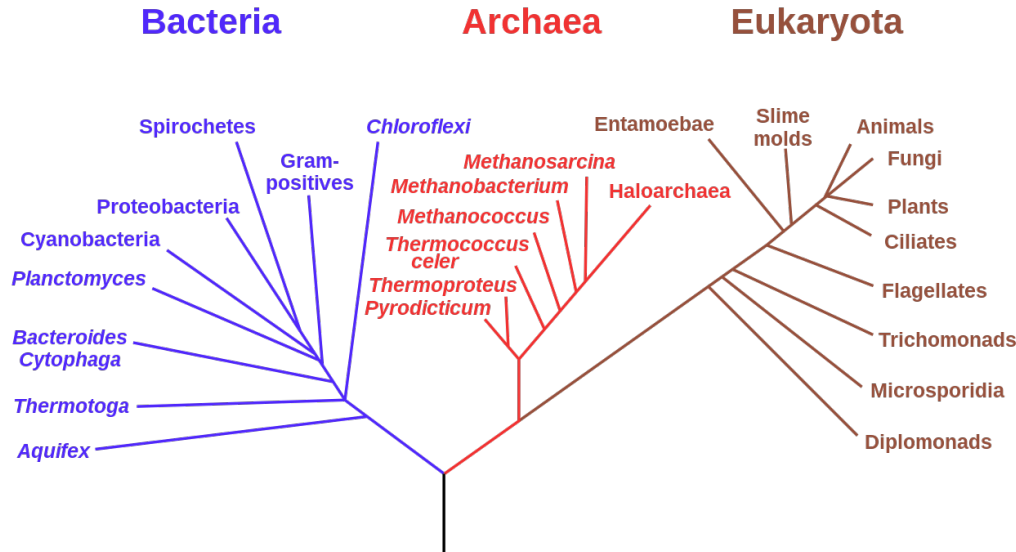 Bacteria
Archaea
Eukaryota
Spirochetes
Chloroflexi
Gram-
positives
Proteobacteria
Cyanobacteria
Planctomyces
Bacteroides
Cytophaga
Thermotoga
Aquifex
Methanosarcina
Methanobacterium
Haloarchaea
Methanococcus
Thermococcus
celer
Thermoproteus
Pyrodicticum
Entamoebae
Slime
molds
Animals
Fungi
Plants
Ciliates
Flagellates
Trichomonads
Microsporidia
Diplomonads